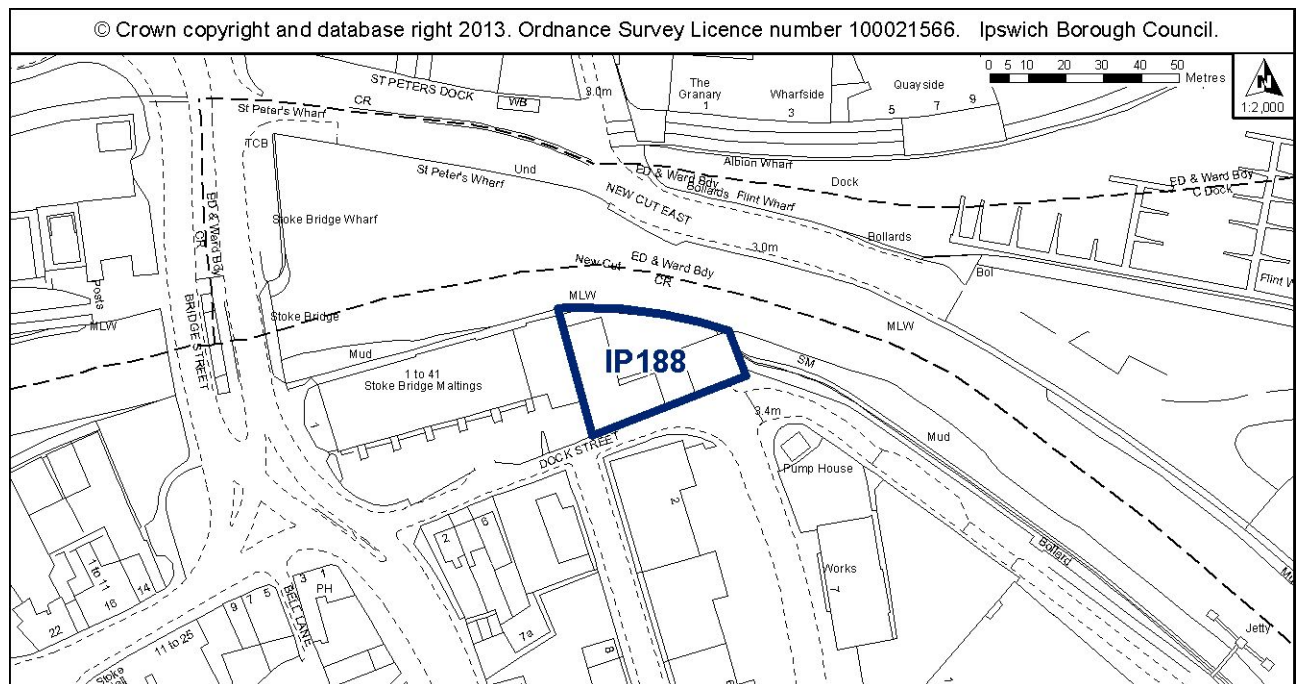 © Crown copyright and database right 2013. Ordnance Survey Licence number 100021566. Ipswich Borough Council.
0 5 10 20 30 40 50 Metres
N
1:2,000
ST PETERS DOCK
CR
WB
3.0m
The
Granary
1
Wharfside
3
Quayside
5 7 9
St Peter's Wharf
TCB
Und
St Peter's Wharf
Albion Wharf
ED & Ward Bdy
Dock
ED & Ward Bdy
C Dock
Bollards
Flint Wharf
NEW CUT EAST
Bollards
3.0m
Bol
Flint W
Stoke Bridge Wharf
ED & Ward Bdy
CR
Posts
MLW
BRIDGE STREET
Stoke Bridge
New Cut
ED & Ward Bdy
CR
MLW
MLW
Mud
1 to 41
Stoke Bridge Maltings
1
IP188
SM
3.4m
Mud
DOCK STREET
Pump House
2
6
2
Works
7
Bollard
Mu
Jetty
1 to 11
14
16
22
3 1
PH
BELL LANE
9 7 5
11 to 25
7a
8
Stoke